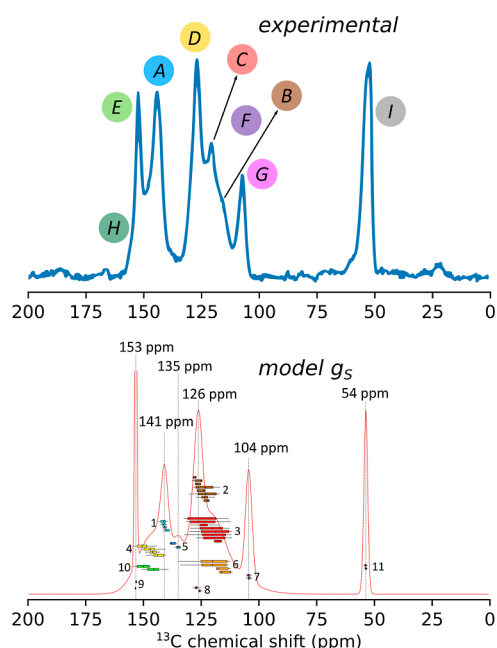 experimental
D
A
C
E
B
F
I
G
H
200 175 150 125 100 75 50 25 0
model gS
153 ppm
135 ppm
126 ppm
54 ppm
141 ppm
104 ppm
2
1
3
4
5
10
6
7
11
9
8
200 175 150 125 100 75 50 25 0
13C chemical shift (ppm)